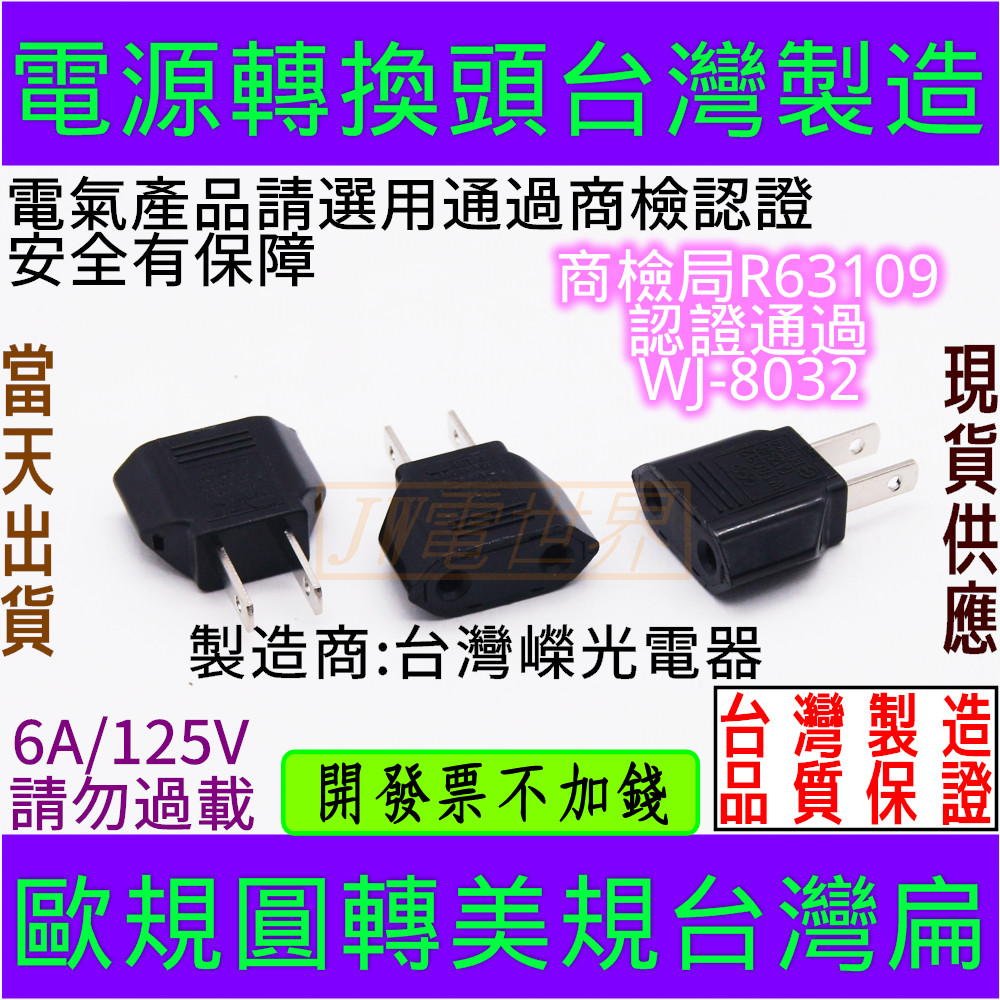 電源轉換頭台灣製造
電氣產品請選用通過商檢認證
安全有保障
商檢局R63109
認證通過
WJ-8032
當天出貨
現貨供應
JW電世界
製造商:台灣嶸光電器
6A/125V
請勿過載
開發票不加錢
台灣製造
品質保證
歐規圓轉美規台灣扁